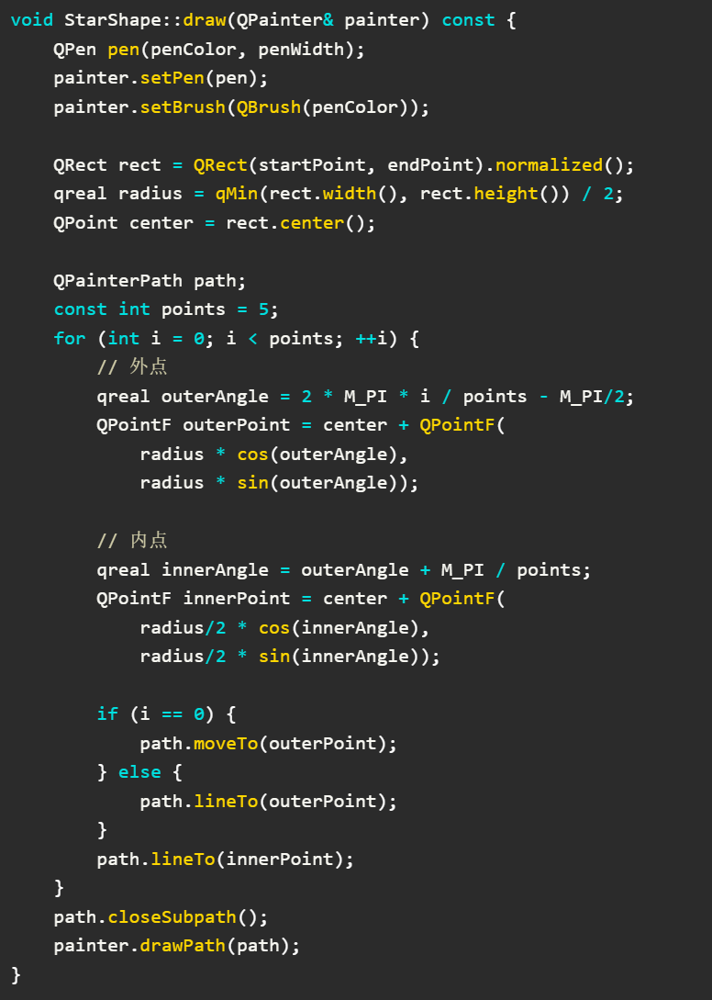 void StarShape::draw(QPainter& painter) const {
    QPen pen(penColor, penWidth);
    painter.setPen(pen);
    painter.setBrush(QBrush(penColor));

    QRect rect = QRect(startPoint, endPoint).normalized();
    qreal radius = qMin(rect.width(), rect.height()) / 2;
    QPoint center = rect.center();

    QPainterPath path;
    const int points = 5;
    for (int i = 0; i < points; ++i) {
        // 外点
        qreal outerAngle = 2 * M_PI * i / points - M_PI/2;
        QPointF outerPoint = center + QPointF(
            radius * cos(outerAngle),
            radius * sin(outerAngle));

        // 内点
        qreal innerAngle = outerAngle + M_PI / points;
        QPointF innerPoint = center + QPointF(
            radius/2 * cos(innerAngle),
            radius/2 * sin(innerAngle));

        if (i == 0) {
            path.moveTo(outerPoint);
        } else {
            path.lineTo(outerPoint);
        }
        path.lineTo(innerPoint);
    }
    path.closeSubpath();
    painter.drawPath(path);
}